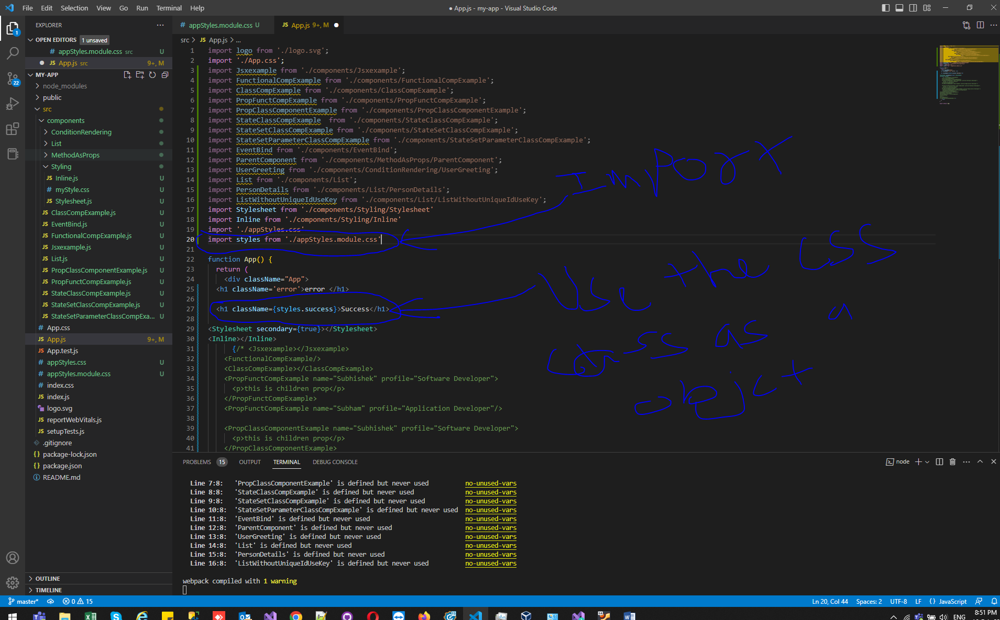 File Edit Selection View Go Run Terminal Help
● App.js - my-app - Visual Studio Code
EXPLORER
OPEN EDITORS 1 unsaved
# appStyles.module.css src U
● JS App.js src 9+, M
MY-APP
node_modules
public
src
components
ConditionRendering
List
MethodAsProps
Styling
JS Inline.js U
# myStyle.css U
JS Stylesheet.js U
JS ClassCompExample.js U
JS EventBind.js U
JS FunctionalCompExample.js U
JS Jsxexample.js U
JS List.js U
JS PropClassComponentExample.js U
JS PropFunctCompExample.js U
JS StateClassCompExample.js U
JS StateSetClassCompExample.js U
JS StateSetParameterClassCompExa... U
# App.css
JS App.js 9+, M
JS App.test.js
# appStyles.css U
# appStyles.module.css U
# index.css
JS index.js
logo.svg
JS reportWebVitals.js
JS setupTests.js
.gitignore
{} package-lock.json
{} package.json
README.md
OUTLINE
TIMELINE
1
22
# appStyles.module.css U
JS App.js 9+, M ●
src > JS App.js > ...
1 import logo from './logo.svg';
2 import './App.css';
3 import Jsxexample from './components/Jsxexample';
4 import FunctionalCompExample from './components/FunctionalCompExample';
5 import ClassCompExample from './components/ClassCompExample';
6 import PropFunctCompExample from './components/PropFunctCompExample';
7 import PropClassComponentExample from './components/PropClassComponentExample';
8 import StateClassCompExample  from './components/StateClassCompExample';
9 import StateSetClassCompExample from './components/StateSetClassCompExample';
10 import StateSetParameterClassCompExample from './components/StateSetParameterClassCompExample';
11 import EventBind from './components/EventBind';
12 import ParentComponent from './components/MethodAsProps/ParentComponent';
13 import UserGreeting from './components/ConditionRendering/UserGreeting';
14 import List from './components/List';
15 import PersonDetails from './components/List/PersonDetails';
16 import ListWithoutUniqueIdUseKey from './components/List/ListWithoutUniqueIdUseKey';
17 import Stylesheet from './components/Styling/Stylesheet'
18 import Inline from './components/Styling/Inline'
19 import './appStyles.css'
20 import styles from './appStyles.module.css'
21
22 function App() {
23 return (
24 <div className="App">
25 <h1 className='error'>error </h1>
26
27 <h1 className={styles.success}>Success</h1>
28
29 <Stylesheet secondary={true}></Stylesheet>
30 <Inline></Inline>
31 {/* <Jsxexample></Jsxexample>
32 <FunctionalCompExample/>
33 <ClassCompExample></ClassCompExample>
34 <PropFunctCompExample name="Subhishek" profile="Software Developer">
35 <p>this is children prop</p>
36 </PropFunctCompExample>
37 <PropFunctCompExample name="Subham" profile="Application Developer"/>
38
39 <PropClassComponentExample name="Subhishek" profile="Software Developer">
40 <p>this is children prop</p>
41 </PropClassComponentExample>
Import
Use the CSS
class as a
object
PROBLEMS 15 OUTPUT TERMINAL DEBUG CONSOLE
node
Line 7:8: 'PropClassComponentExample' is defined but never used no-unused-vars
Line 8:8: 'StateClassCompExample' is defined but never used no-unused-vars
Line 9:8: 'StateSetClassCompExample' is defined but never used no-unused-vars
Line 10:8: 'StateSetParameterClassCompExample' is defined but never used no-unused-vars
Line 11:8: 'EventBind' is defined but never used no-unused-vars
Line 12:8: 'ParentComponent' is defined but never used no-unused-vars
Line 13:8: 'UserGreeting' is defined but never used no-unused-vars
Line 14:8: 'List' is defined but never used no-unused-vars
Line 15:8: 'PersonDetails' is defined but never used no-unused-vars
Line 16:8: 'ListWithoutUniqueIdUseKey' is defined but never used no-unused-vars
webpack compiled with 1 warning
master* 0 15
Ln 20, Col 44 Spaces: 2 UTF-8 LF {} JavaScript
ENG
8:51 PM